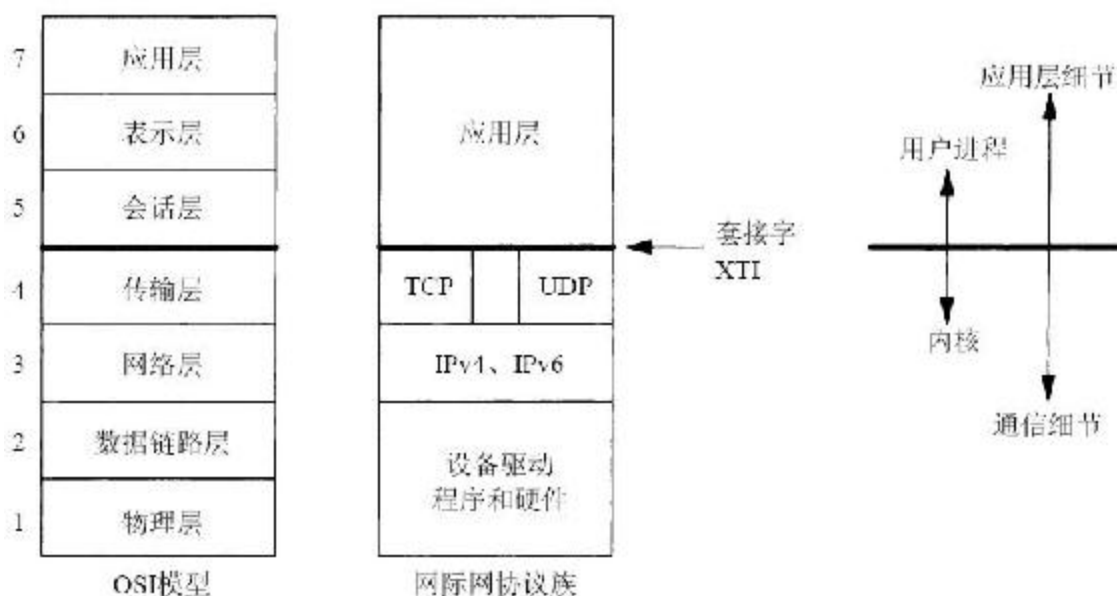 7
应用层
6
表示层
5
会话层
4
传输层
3
网络层
2
数据链路层
1
物理层
OSI模型
应用层
TCP
UDP
IPv4、IPv6
设备驱动
程序和硬件
网际网协议族
套接字
XTI
应用层细节
用户进程
内核
通信细节